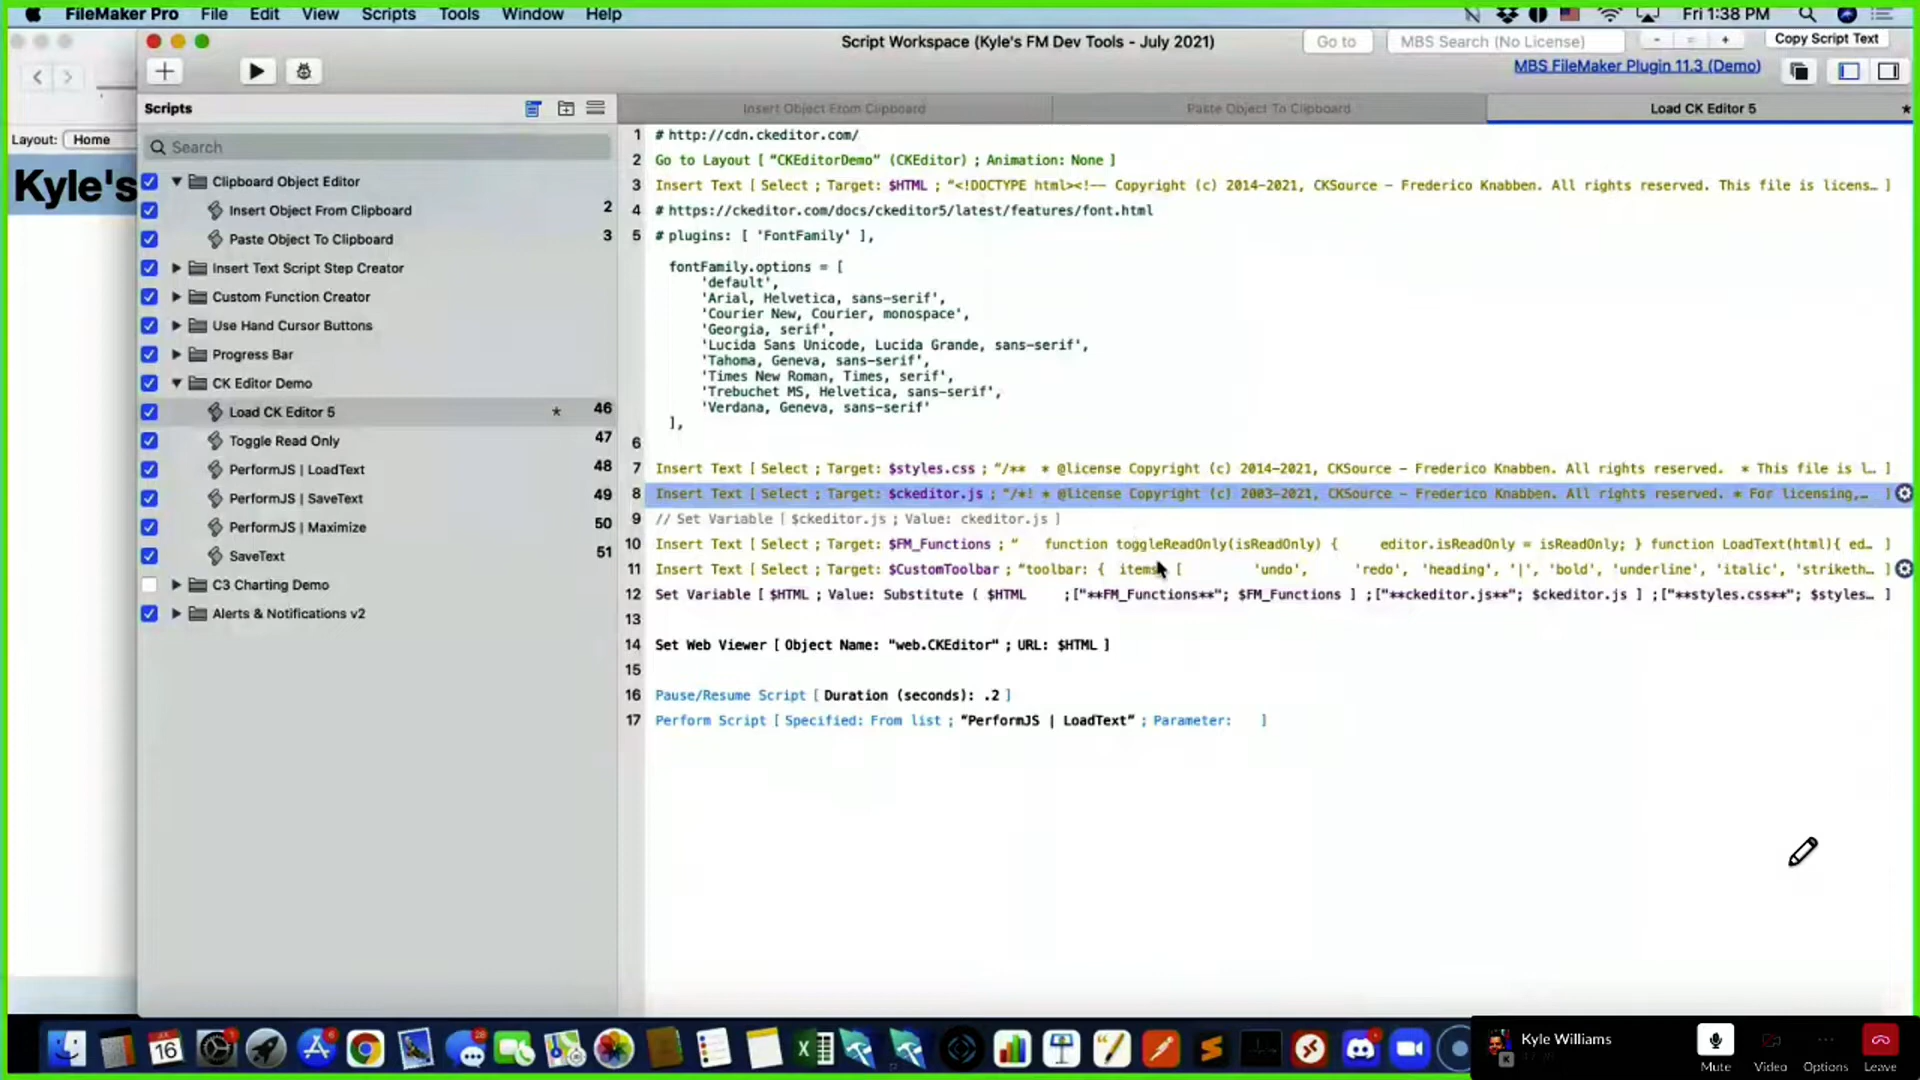 FileMaker Pro File Edit View Scripts Tools Window Help Fri 1:38 PM
Script Workspace (Kyle's FM Dev Tools - July 2021) Go to MBS Search (No License) - = + Copy Script Text
MBS FileMaker Plugin 11.3 (Demo)
Scripts
Insert Object From Clipboard Paste Object To Clipboard Load CK Editor 5 *
Layout: Home
Kyle's
Search
Clipboard Object Editor
Insert Object From Clipboard 2
Paste Object To Clipboard 3
Insert Text Script Step Creator
Custom Function Creator
Use Hand Cursor Buttons
Progress Bar
CK Editor Demo
Load CK Editor 5 * 46
Toggle Read Only 47
PerformJS | LoadText 48
PerformJS | SaveText 49
PerformJS | Maximize 50
SaveText 51
C3 Charting Demo
Alerts & Notifications v2
1 # http://cdn.ckeditor.com/
2 Go to Layout [ “CKEditorDemo” (CKEditor) ; Animation: None ]
3 Insert Text [ Select ; Target: $HTML ; “<!DOCTYPE html><!-- Copyright (c) 2014-2021, CKSource - Frederico Knabben. All rights reserved. This file is licens… ]
4 # https://ckeditor.com/docs/ckeditor5/latest/features/font.html
5 # plugins: [ 'FontFamily' ],
fontFamily.options = [
'default',
'Arial, Helvetica, sans-serif',
'Courier New, Courier, monospace',
'Georgia, serif',
'Lucida Sans Unicode, Lucida Grande, sans-serif',
'Tahoma, Geneva, sans-serif',
'Times New Roman, Times, serif',
'Trebuchet MS, Helvetica, sans-serif',
'Verdana, Geneva, sans-serif'
],
6
7 Insert Text [ Select ; Target: $styles.css ; “/** * @license Copyright (c) 2014-2021, CKSource - Frederico Knabben. All rights reserved. * This file is l… ]
8 Insert Text [ Select ; Target: $ckeditor.js ; “/*! * @license Copyright (c) 2003-2021, CKSource - Frederico Knabben. All rights reserved. * For licensing,… ]
9 // Set Variable [ $ckeditor.js ; Value: ckeditor.js ]
10 Insert Text [ Select ; Target: $FM_Functions ; “ function toggleReadOnly(isReadOnly) { editor.isReadOnly = isReadOnly; } function LoadText(html){ ed… ]
11 Insert Text [ Select ; Target: $CustomToolbar ; “toolbar: { items [ 'undo', 'redo', 'heading', '|', 'bold', 'underline', 'italic', 'striketh… ]
12 Set Variable [ $HTML ; Value: Substitute ( $HTML ;["**FM_Functions**"; $FM_Functions ] ;["**ckeditor.js**"; $ckeditor.js ] ;["**styles.css**"; $styles… ]
13
14 Set Web Viewer [ Object Name: "web.CKEditor" ; URL: $HTML ]
15
16 Pause/Resume Script [ Duration (seconds): .2 ]
17 Perform Script [ Specified: From list ; “PerformJS | LoadText” ; Parameter: ]
Kyle Williams
Mute Video Options Leave